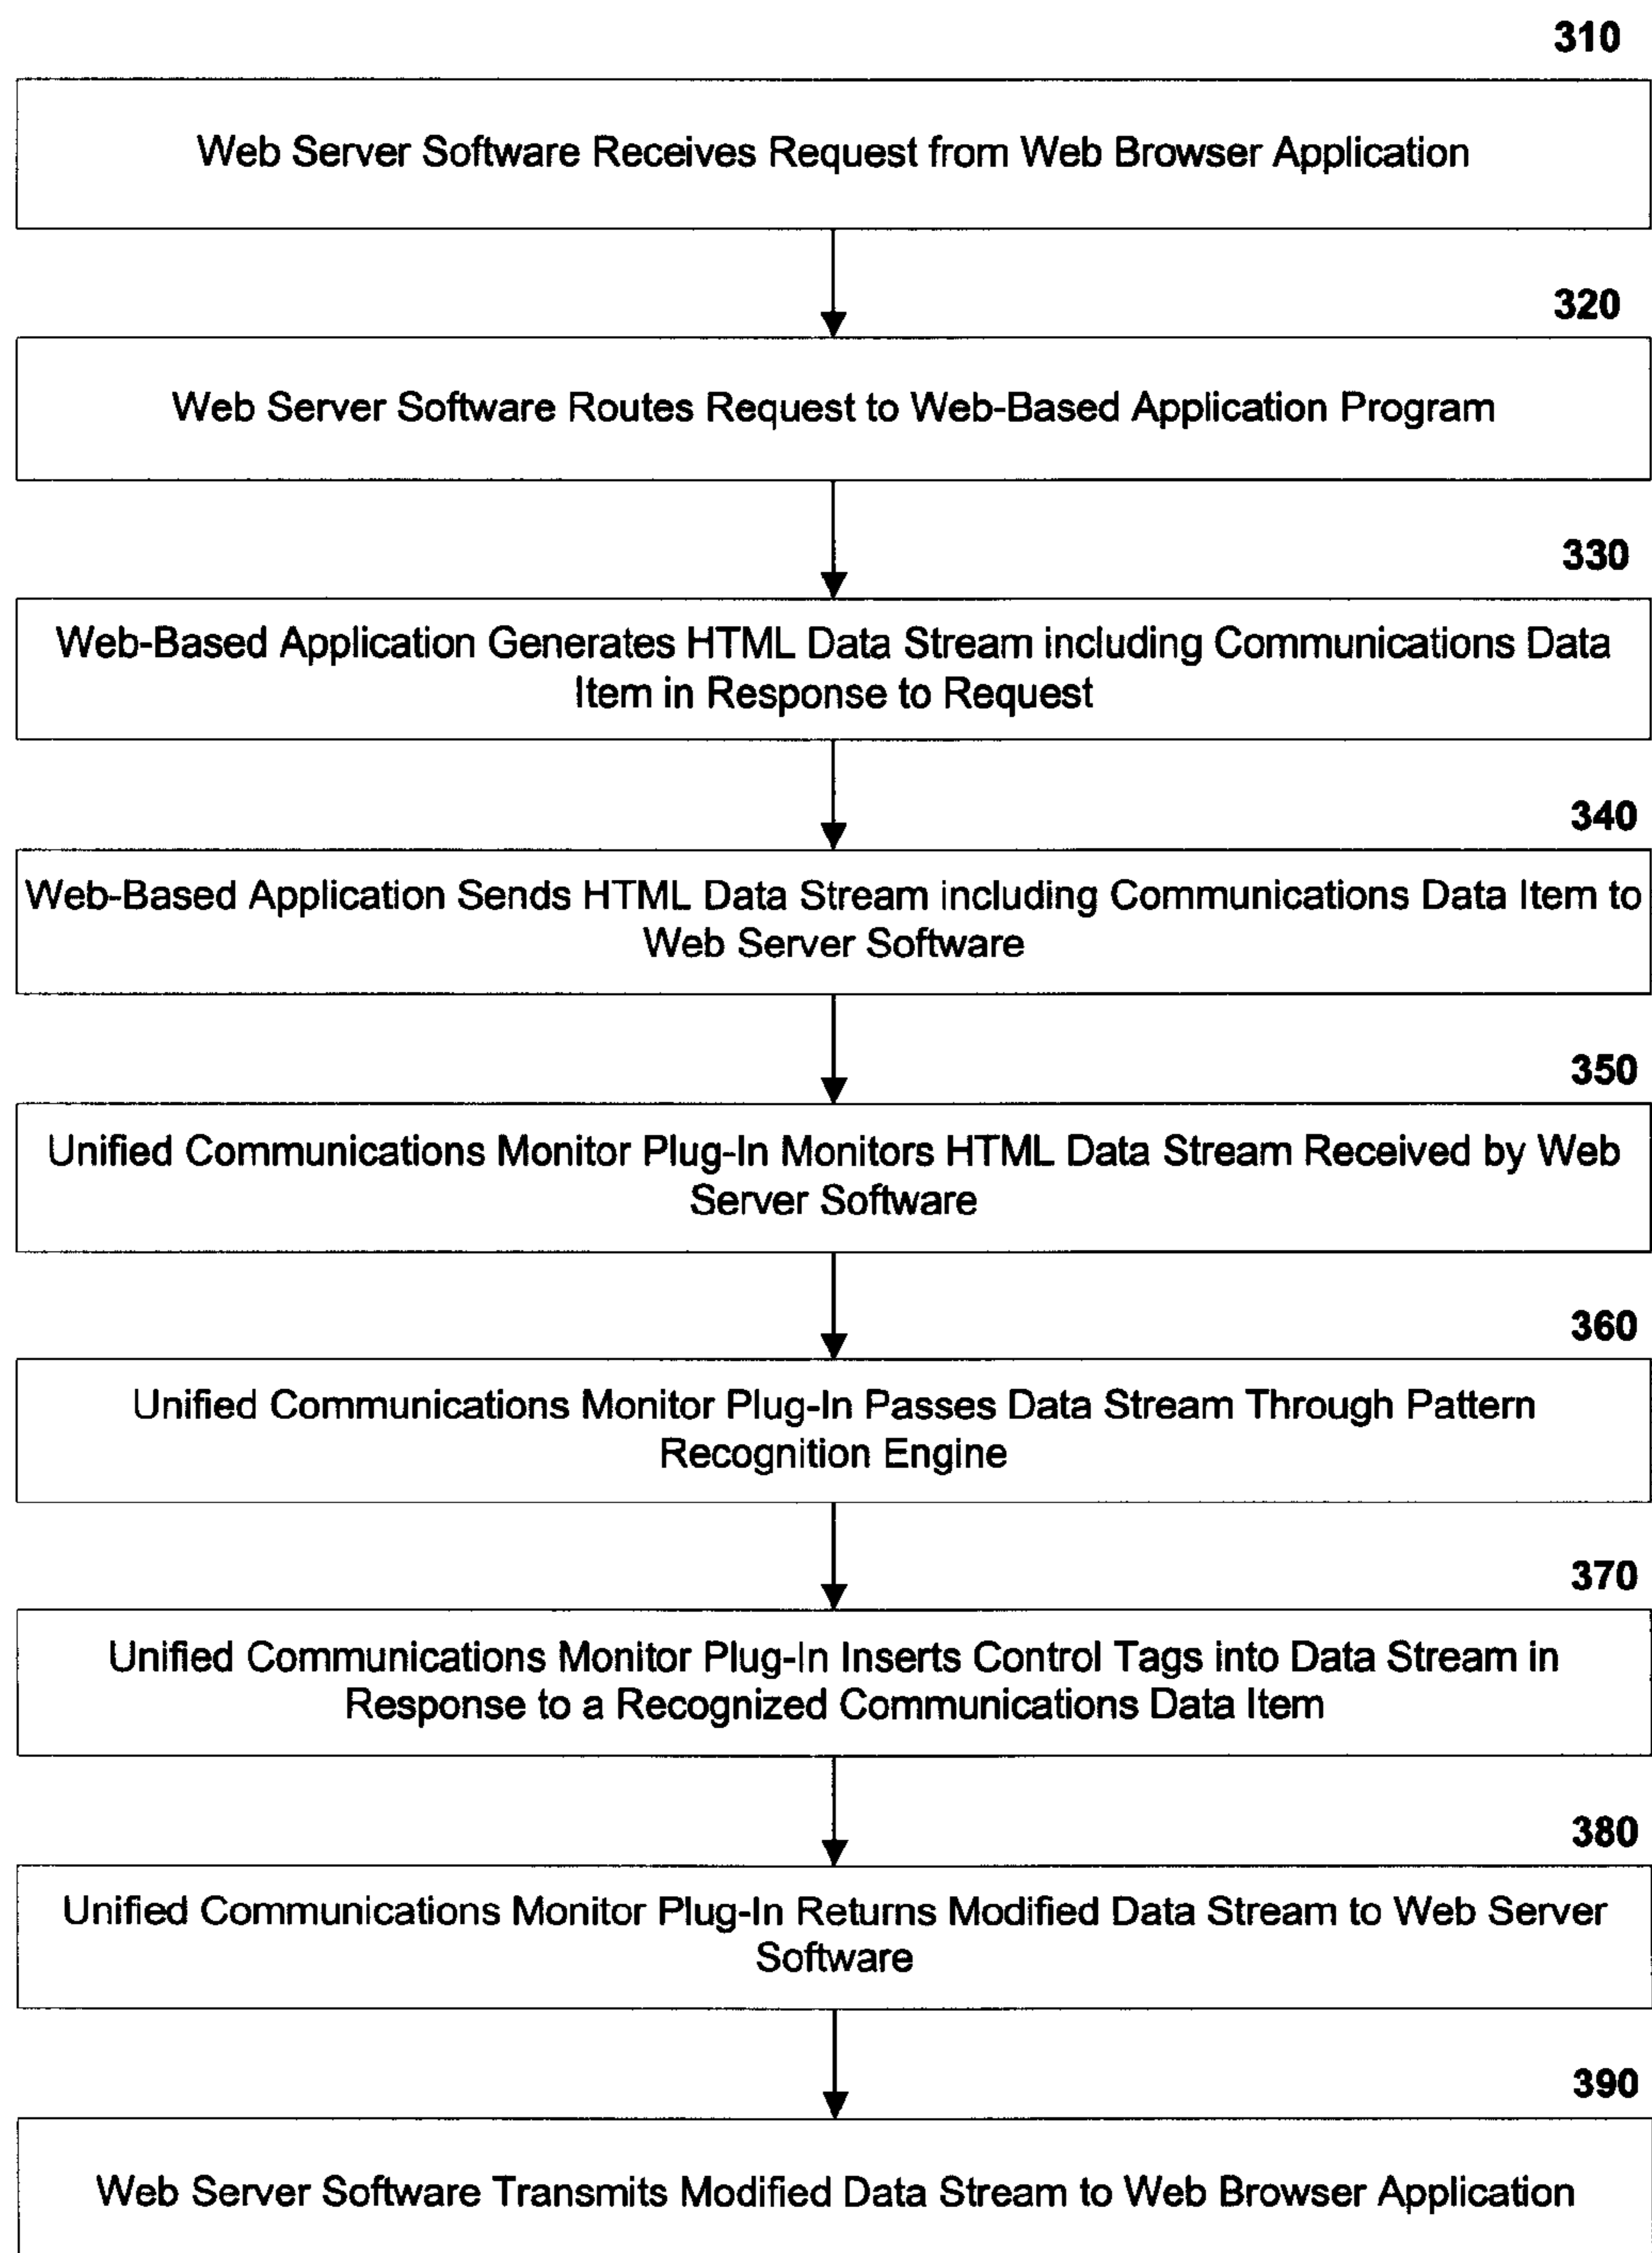 310
Web Server Software Receives Request from Web Browser Application
320
Web Server Software Routes Request to Web-Based Application Program
330
Web-Based Application Generates HTML Data Stream including Communications Data
Item in Response to Request
340
Web-Based Application Sends HTML Data Stream including Communications Data Item to
Web Server Software
350
Unified Communications Monitor Plug-In Monitors HTML Data Stream Received by Web
Server Software
360
Unified Communications Monitor Plug-In Passes Data Stream Through Pattern
Recognition Engine
370
Unified Communications Monitor Plug-In Inserts Control Tags into Data Stream in
Response to a Recognized Communications Data Item
380
Unified Communications Monitor Plug-In Returns Modified Data Stream to Web Server
Software
390
Web Server Software Transmits Modified Data Stream to Web Browser Application